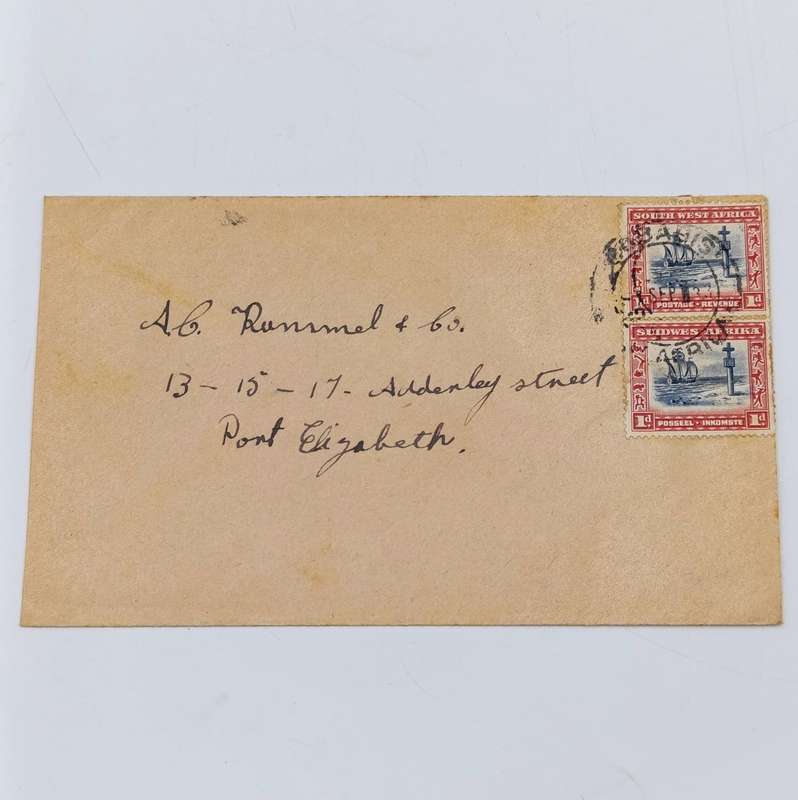 A.C. Rommel & Co.
13 - 15 - 17 - Adderley street
Port Elizabeth.
SOUTH WEST AFRICA
1d 1d
POSTAGE · REVENUE
SUIDWES AFRIKA
1d 1d
POSSEEL · INKOMSTE
SEP